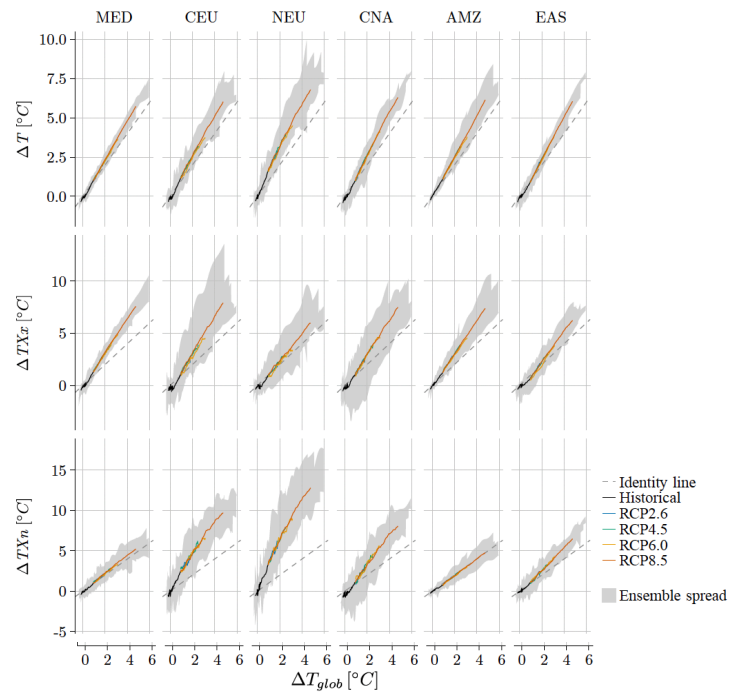 MED CEU NEU CNA AMZ EAS
10.0
7.5
5.0
2.5
0.0
ΔT [°C]
10
5
0
ΔTXx [°C]
15
10
5
0
-5
ΔTXn [°C]
0 2 4 6 0 2 4 6 0 2 4 6 0 2 4 6 0 2 4 6 0 2 4 6
ΔT_glob [°C]
Identity line
Historical
RCP2.6
RCP4.5
RCP6.0
RCP8.5
Ensemble spread